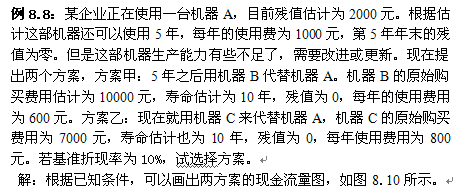 例 8.8：某企业正在使用一台机器 A，目前残值估计为 2000 元。根据估
计这部机器还可以使用 5 年，每年的使用费为 1000 元，第 5 年年末的残
值为零。但是这部机器生产能力有些不足了，需要改进或更新。现在提
出两个方案，方案甲：5 年之后用机器 B 代替机器 A。机器 B 的原始购
买费用估计为 10000 元，寿命估计为 10 年，残值为 0，每年的使用费用
为 600 元。方案乙：现在就用机器 C 来代替机器 A，机器 C 的原始购买
费用为 7000 元，寿命估计也为 10 年，残值为 0，每年使用费用为 800
元。若基准折现率为 10%，试选择方案。
解：根据已知条件，可以画出两方案的现金流量图，如图 8.10 所示。